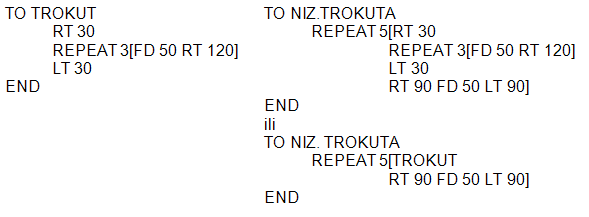 TO TROKUT
RT 30
REPEAT 3[FD 50 RT 120]
LT 30
END
TO NIZ.TROKUTA
REPEAT 5[RT 30
REPEAT 3[FD 50 RT 120]
LT 30
RT 90 FD 50 LT 90]
END
ili
TO NIZ. TROKUTA
REPEAT 5[TROKUT
RT 90 FD 50 LT 90]
END